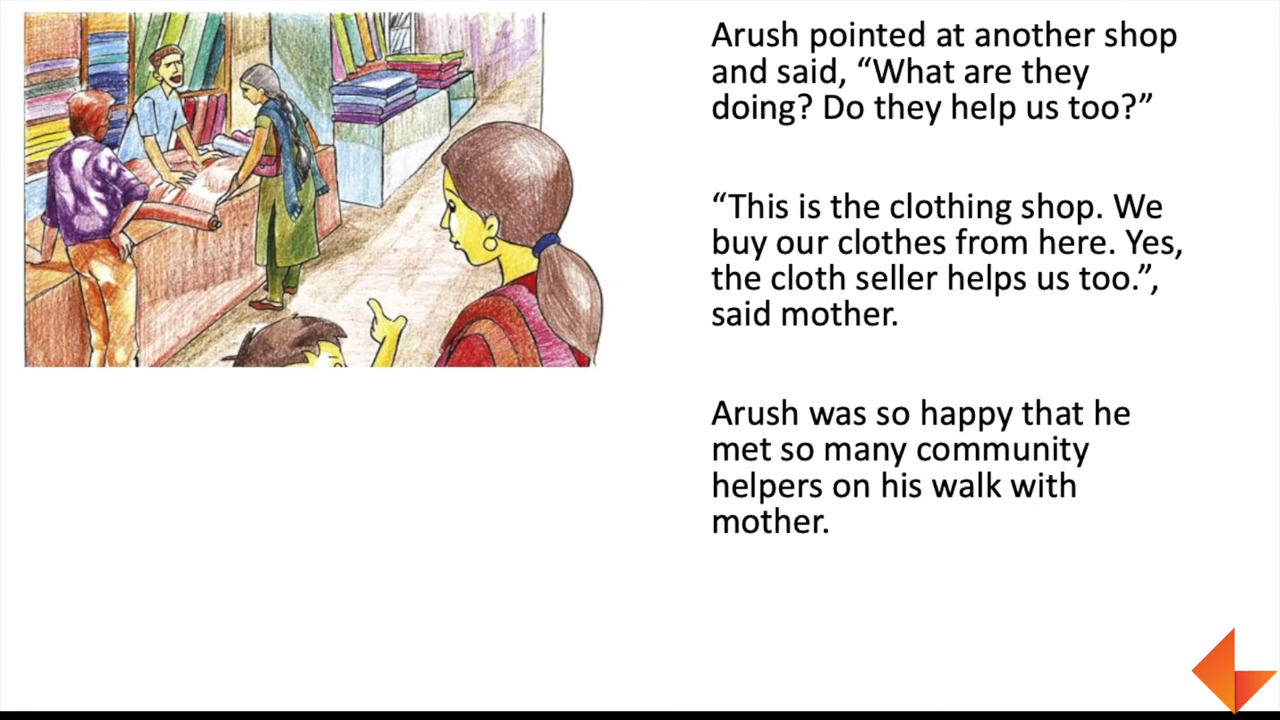 Arush pointed at another shop
and said, “What are they
doing? Do they help us too?”
“This is the clothing shop. We
buy our clothes from here. Yes,
the cloth seller helps us too.”,
said mother.
Arush was so happy that he
met so many community
helpers on his walk with
mother.